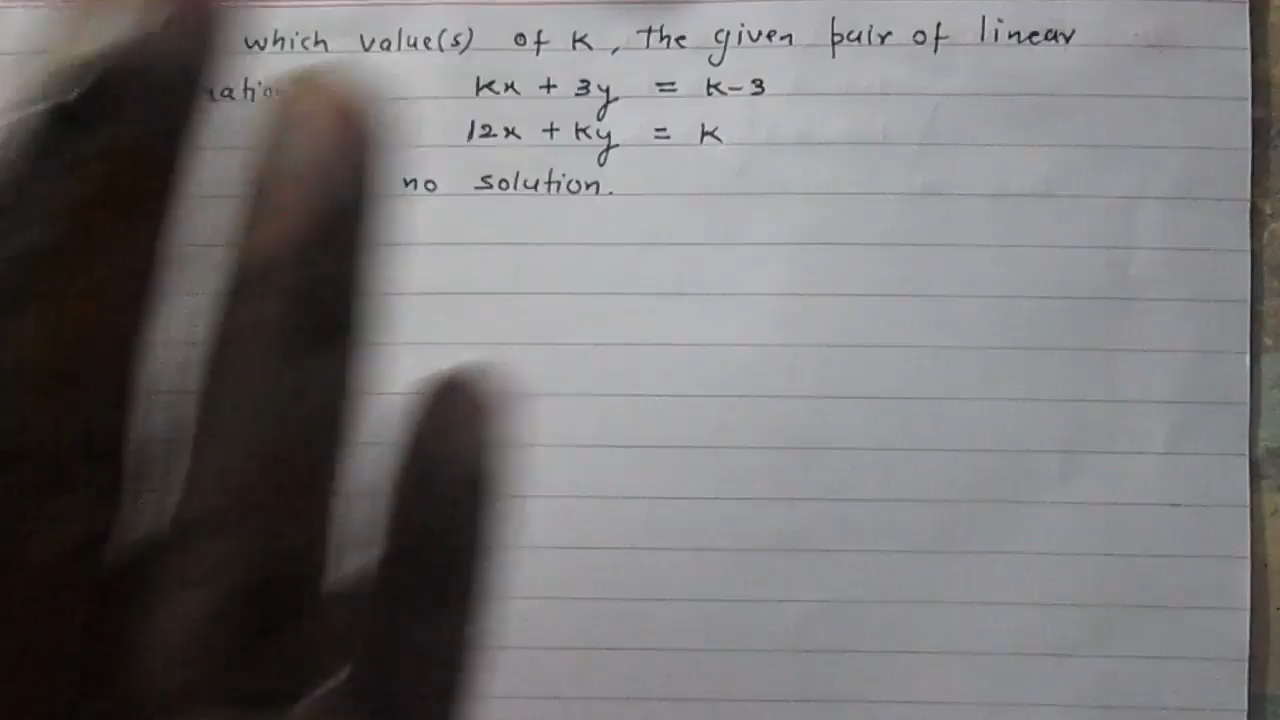 which value(s) of K, the given pair of linear
Kx + 3y = K-3
12x + Ky = K
no solution.